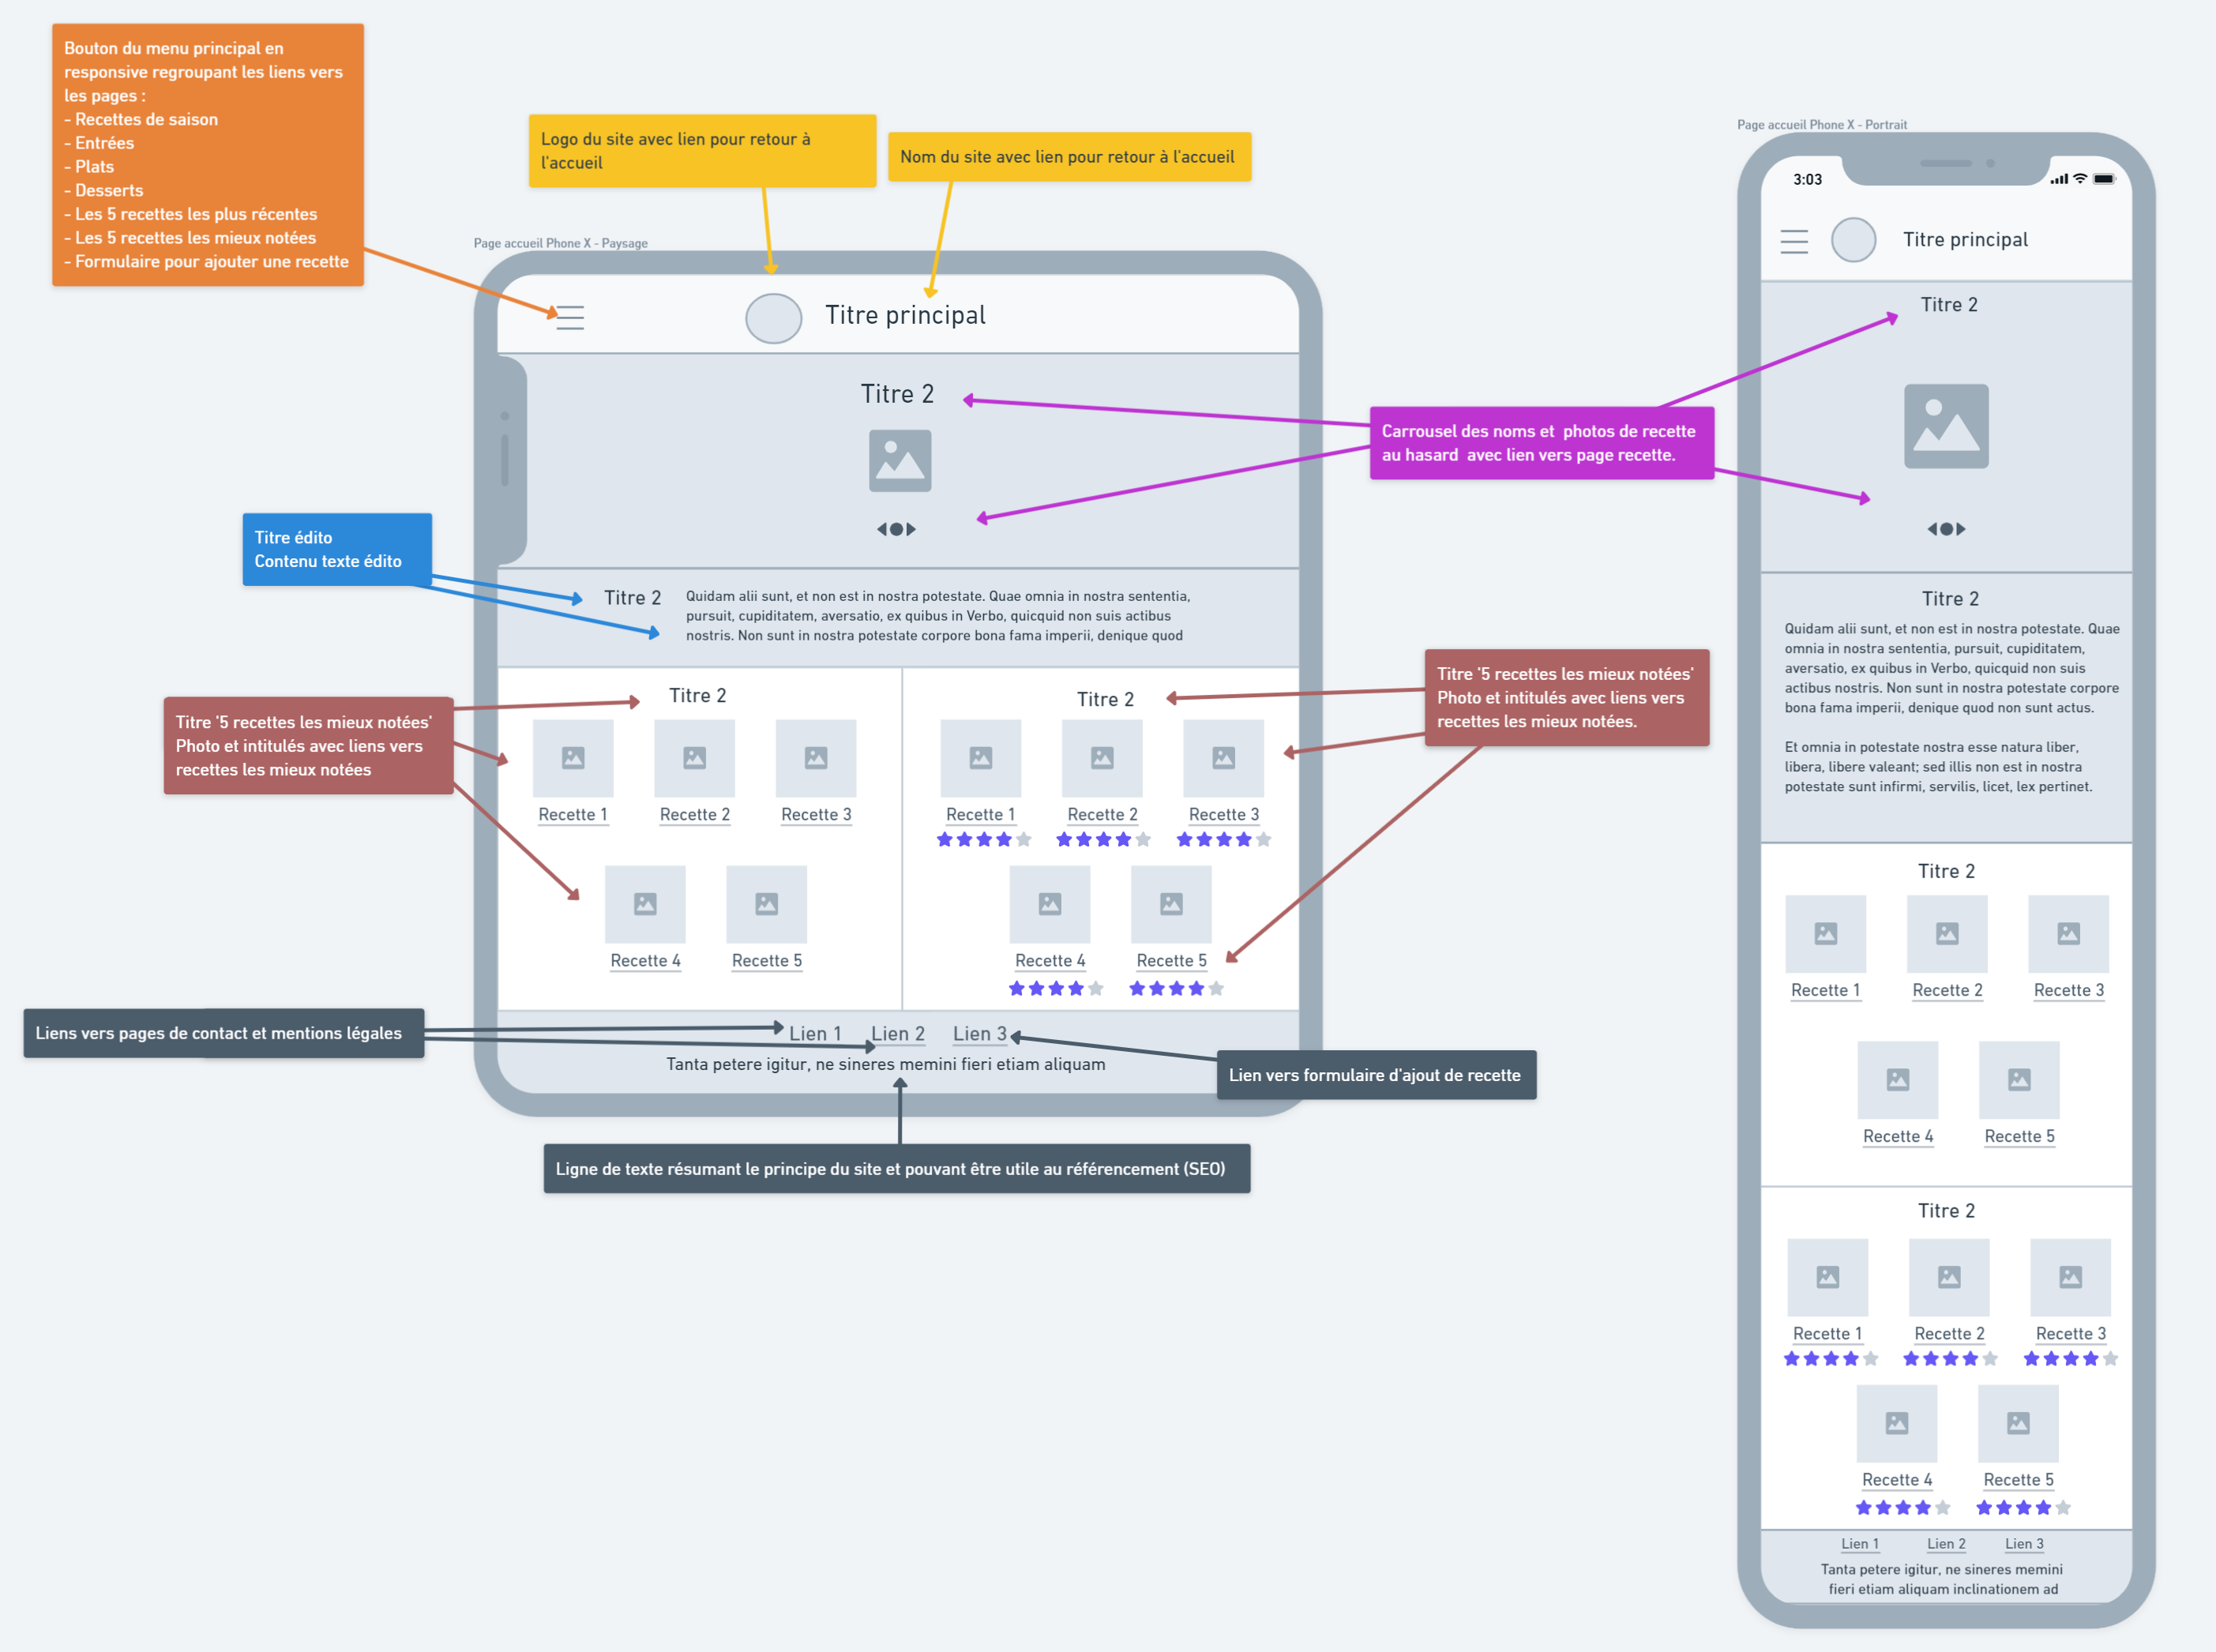 Bouton du menu principal en
responsive regroupant les liens vers
les pages :
- Recettes de saison
- Entrées
- Plats
- Desserts
- Les 5 recettes les plus récentes
- Les 5 recettes les mieux notées
- Formulaire pour ajouter une recette
Logo du site avec lien pour retour à
l'accueil
Nom du site avec lien pour retour à l'accueil
Page accueil Phone X - Paysage
Titre principal
Titre 2
Carrousel des noms et  photos de recette
au hasard  avec lien vers page recette.
Titre édito
Contenu texte édito
Titre 2
Quidam alii sunt, et non est in nostra potestate. Quae omnia in nostra sententia,
pursuit, cupiditatem, aversatio, ex quibus in Verbo, quicquid non suis actibus
nostris. Non sunt in nostra potestate corpore bona fama imperii, denique quod
Titre '5 recettes les mieux notées'
Photo et intitulés avec liens vers
recettes les mieux notées
Titre 2
Recette 1
Recette 2
Recette 3
Recette 4
Recette 5
Titre 2
Recette 1
Recette 2
Recette 3
Recette 4
Recette 5
Titre '5 recettes les mieux notées'
Photo et intitulés avec liens vers
recettes les mieux notées.
Liens vers pages de contact et mentions légales
Lien 1
Lien 2
Lien 3
Tanta petere igitur, ne sineres memini fieri etiam aliquam
Lien vers formulaire d'ajout de recette
Ligne de texte résumant le principe du site et pouvant être utile au référencement (SEO)
Page accueil Phone X - Portrait
3:03
Titre principal
Titre 2
Titre 2
Quidam alii sunt, et non est in nostra potestate. Quae
omnia in nostra sententia, pursuit, cupiditatem,
aversatio, ex quibus in Verbo, quicquid non suis
actibus nostris. Non sunt in nostra potestate corpore
bona fama imperii, denique quod non sunt actus.
Et omnia in potestate nostra esse natura liber,
libera, libere valeant; sed illis non est in nostra
potestate sunt infirmi, servilis, licet, lex pertinet.
Titre 2
Recette 1
Recette 2
Recette 3
Recette 4
Recette 5
Titre 2
Recette 1
Recette 2
Recette 3
Recette 4
Recette 5
Lien 1
Lien 2
Lien 3
Tanta petere igitur, ne sineres memini
fieri etiam aliquam inclinationem ad